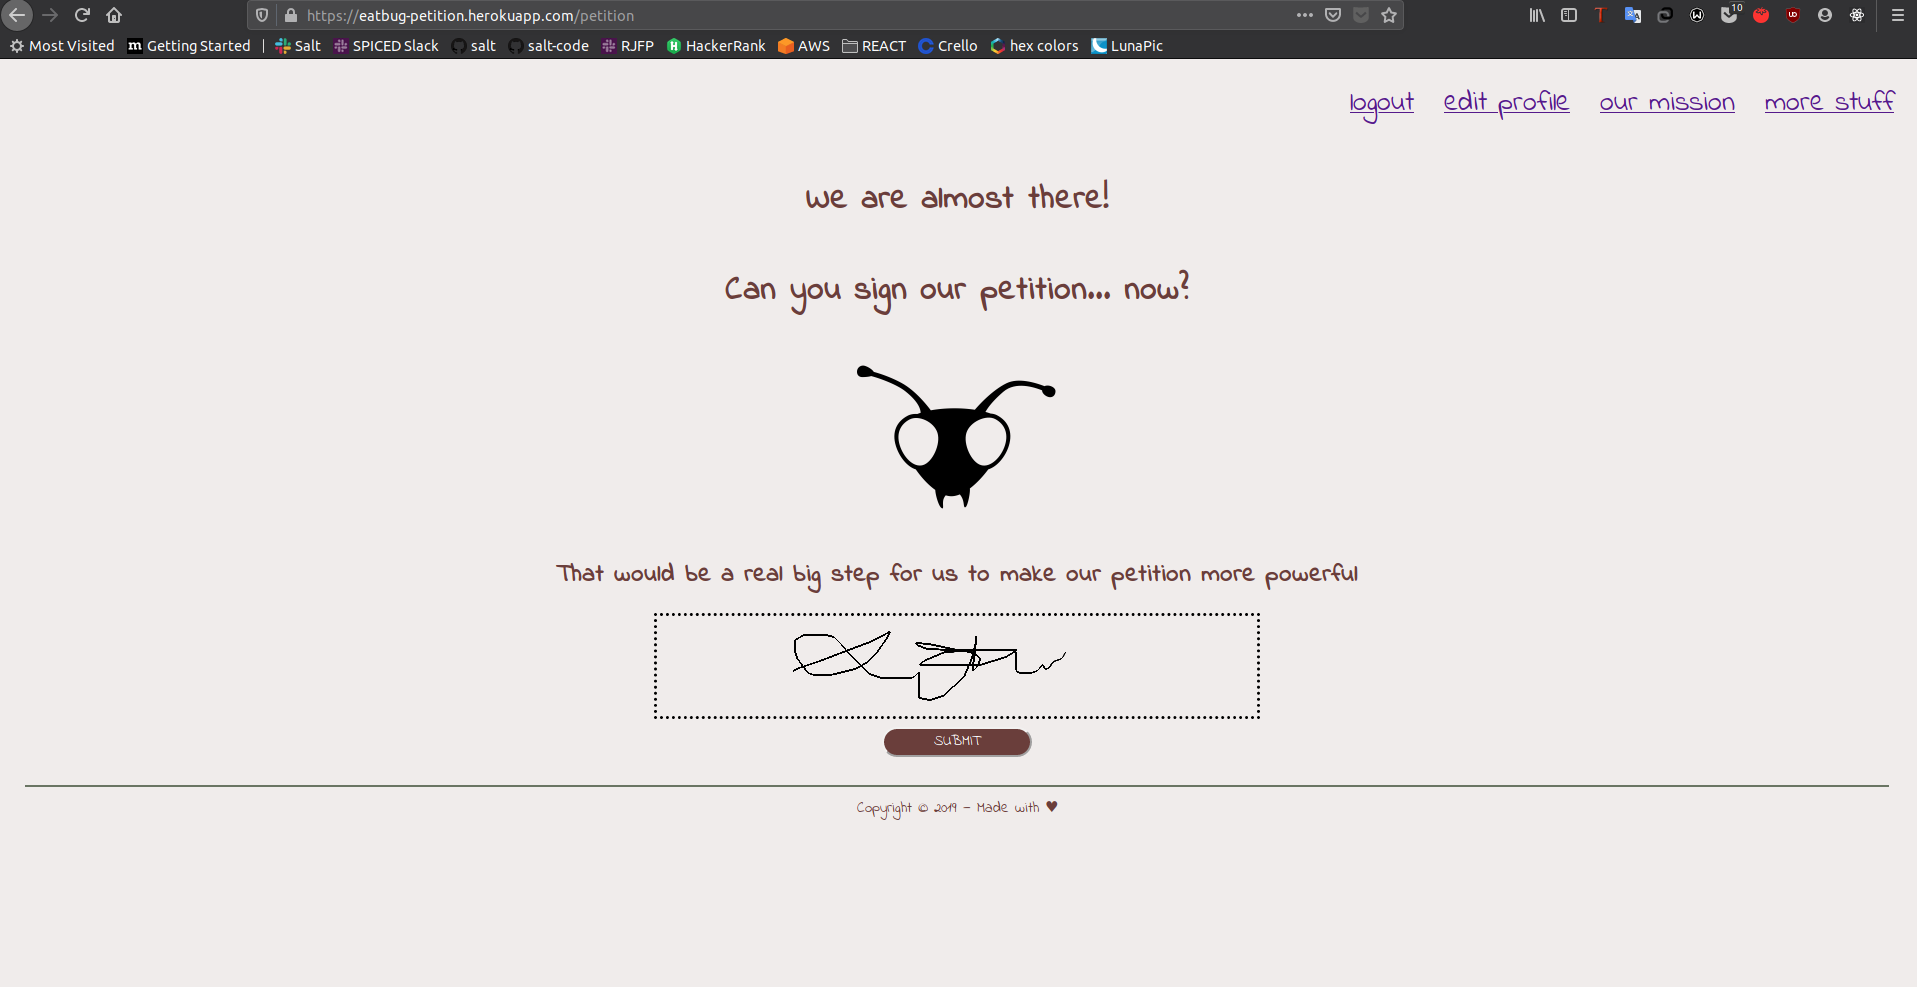 https://eatbug-petition.herokuapp.com/petition
10
Most Visited Getting Started Salt SPICED Slack salt salt-code RJFP HackerRank AWS REACT Crello hex colors LunaPic
logout edit profile our mission more stuff
We are almost there!
Can you sign our petition... now?
That would be a real big step for us to make our petition more powerful
SUBMIT
Copyright © 2019 - Made with ♥